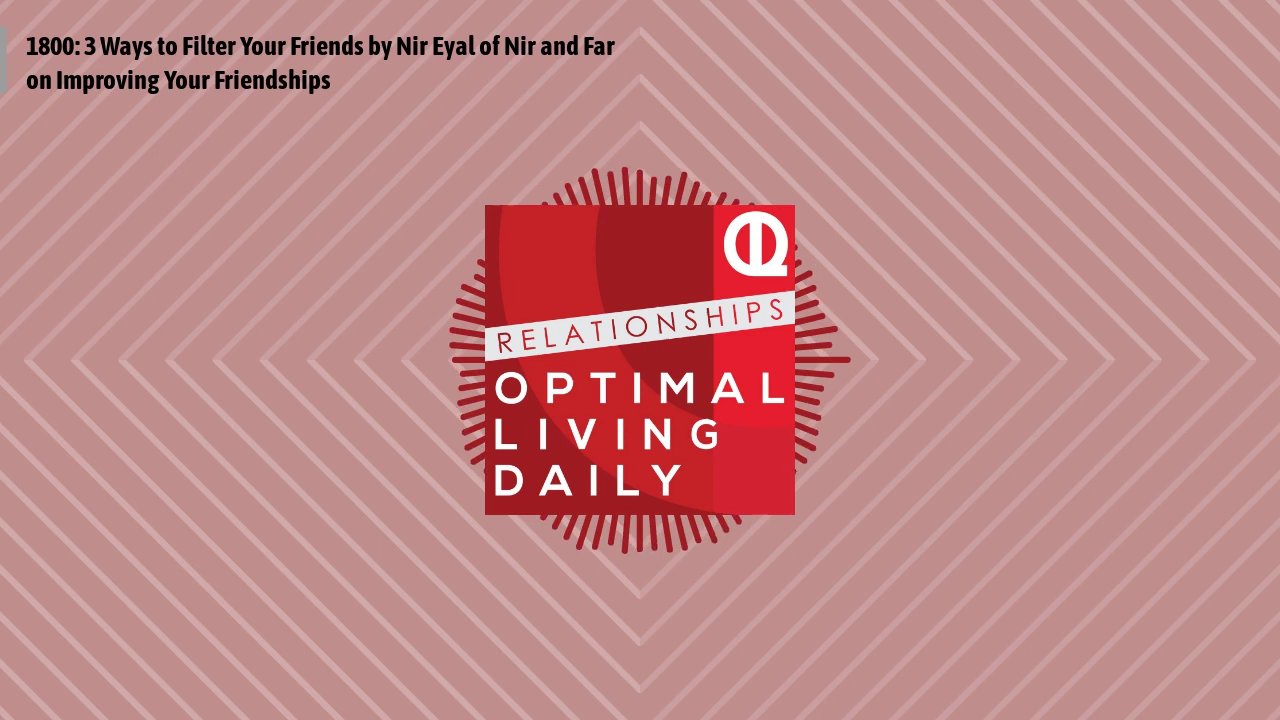 1800: 3 Ways to Filter Your Friends by Nir Eyal of Nir and Far
on Improving Your Friendships
RELATIONSHIPS
OPTIMAL
LIVING
DAILY